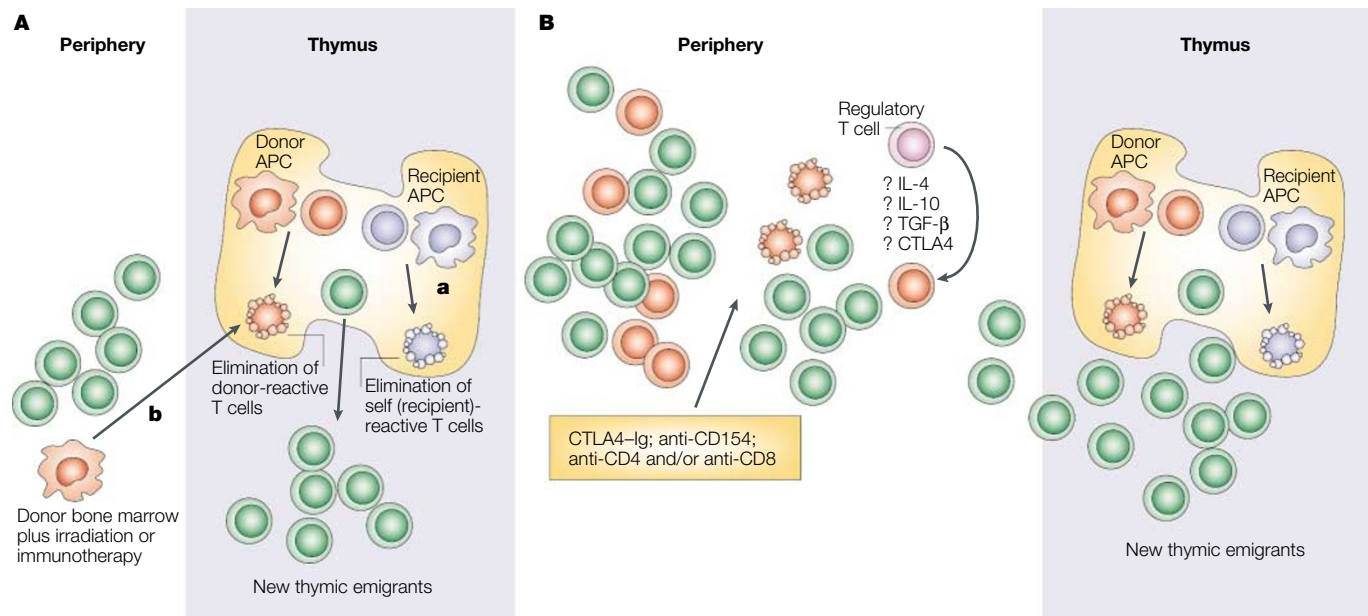 A
Periphery
Thymus
Donor
APC
Recipient
APC
a
Elimination of
donor-reactive
T cells
Elimination of
self (recipient)-
reactive T cells
b
Donor bone marrow
plus irradiation or
immunotherapy
New thymic emigrants
B
Periphery
Thymus
Regulatory
T cell
? IL-4
? IL-10
? TGF-β
? CTLA4
CTLA4–Ig; anti-CD154;
anti-CD4 and/or anti-CD8
Donor
APC
Recipient
APC
New thymic emigrants